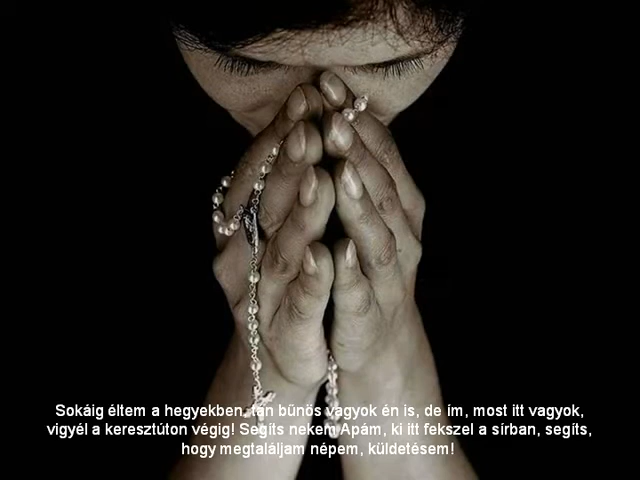 Sokáig éltem a hegyekben, tán bűnös vagyok én is, de ím, most itt vagyok,
vigyél a keresztúton végig! Segíts nekem Apám, ki itt fekszel a sírban, segíts,
hogy megtaláljam népem, küldetésem!